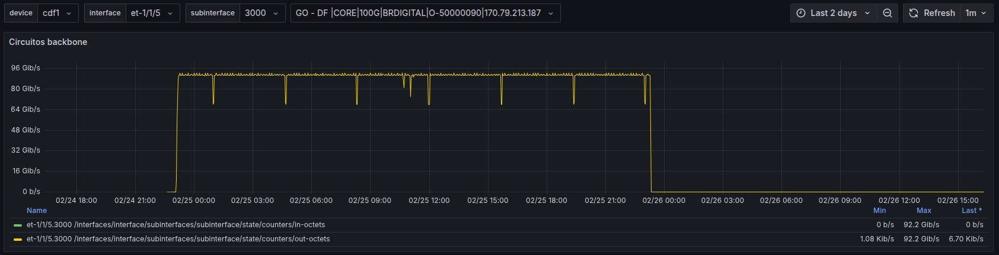 device cdf1 interface et-1/1/5 subinterface 3000 GO - DF |CORE|100G|BRDIGITAL|O-50000090|170.79.213.187 Last 2 days Refresh 1m
Circuitos backbone
96 Gib/s
80 Gib/s
64 Gib/s
48 Gib/s
32 Gib/s
16 Gib/s
0 b/s
02/24 18:00 02/24 21:00 02/25 00:00 02/25 03:00 02/25 06:00 02/25 09:00 02/25 12:00 02/25 15:00 02/25 18:00 02/25 21:00 02/26 00:00 02/26 03:00 02/26 06:00 02/26 09:00 02/26 12:00 02/26 15:00
Name Min Max Last *
et-1/1/5.3000 /interfaces/interface/subinterfaces/subinterface/state/counters/in-octets 0 b/s 92.2 Gib/s 0 b/s
et-1/1/5.3000 /interfaces/interface/subinterfaces/subinterface/state/counters/out-octets 1.08 Kib/s 92.2 Gib/s 6.70 Kib/s